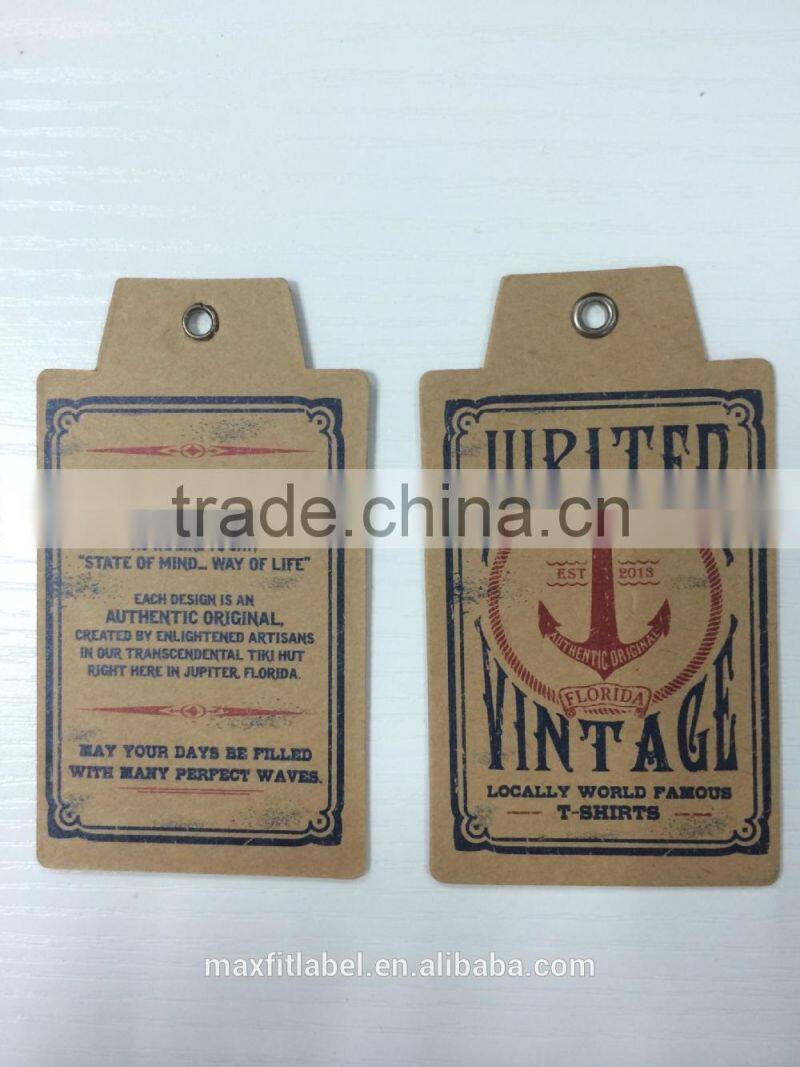 "STATE OF MIND... WAY OF LIFE"
EACH DESIGN IS AN
AUTHENTIC ORIGINAL,
CREATED BY ENLIGHTENED ARTISANS
IN OUR TRANSCENDENTAL TIKI HUT
RIGHT HERE IN JUPITER, FLORIDA.
MAY YOUR DAYS BE FILLED
WITH MANY PERFECT WAVES.
JUPITER
EST 2013
AUTHENTIC ORIGINAL
FLORIDA
VINTAGE
LOCALLY WORLD FAMOUS
T-SHIRTS
trade.china.cn
maxfitlabel.en.alibaba.com